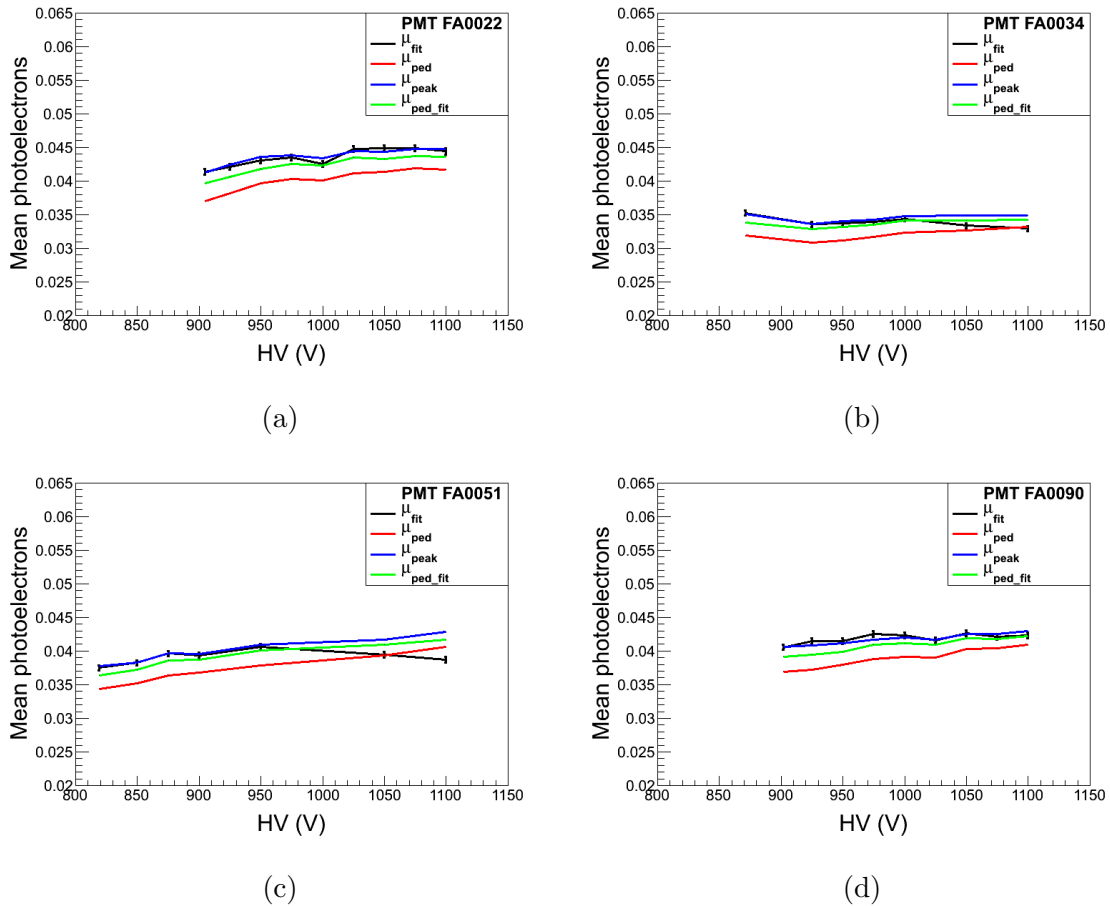 PMT FA0022
μfit
μped
μpeak
μped_fit
Mean photoelectrons
0.065
0.06
0.055
0.05
0.045
0.04
0.035
0.03
0.025
0.02
800 850 900 950 1000 1050 1100 1150
HV (V)
(a)
PMT FA0034
μfit
μped
μpeak
μped_fit
Mean photoelectrons
0.065
0.06
0.055
0.05
0.045
0.04
0.035
0.03
0.025
0.02
800 850 900 950 1000 1050 1100 1150
HV (V)
(b)
PMT FA0051
μfit
μped
μpeak
μped_fit
Mean photoelectrons
0.065
0.06
0.055
0.05
0.045
0.04
0.035
0.03
0.025
0.02
800 850 900 950 1000 1050 1100 1150
HV (V)
(c)
PMT FA0090
μfit
μped
μpeak
μped_fit
Mean photoelectrons
0.065
0.06
0.055
0.05
0.045
0.04
0.035
0.03
0.025
0.02
800 850 900 950 1000 1050 1100 1150
HV (V)
(d)